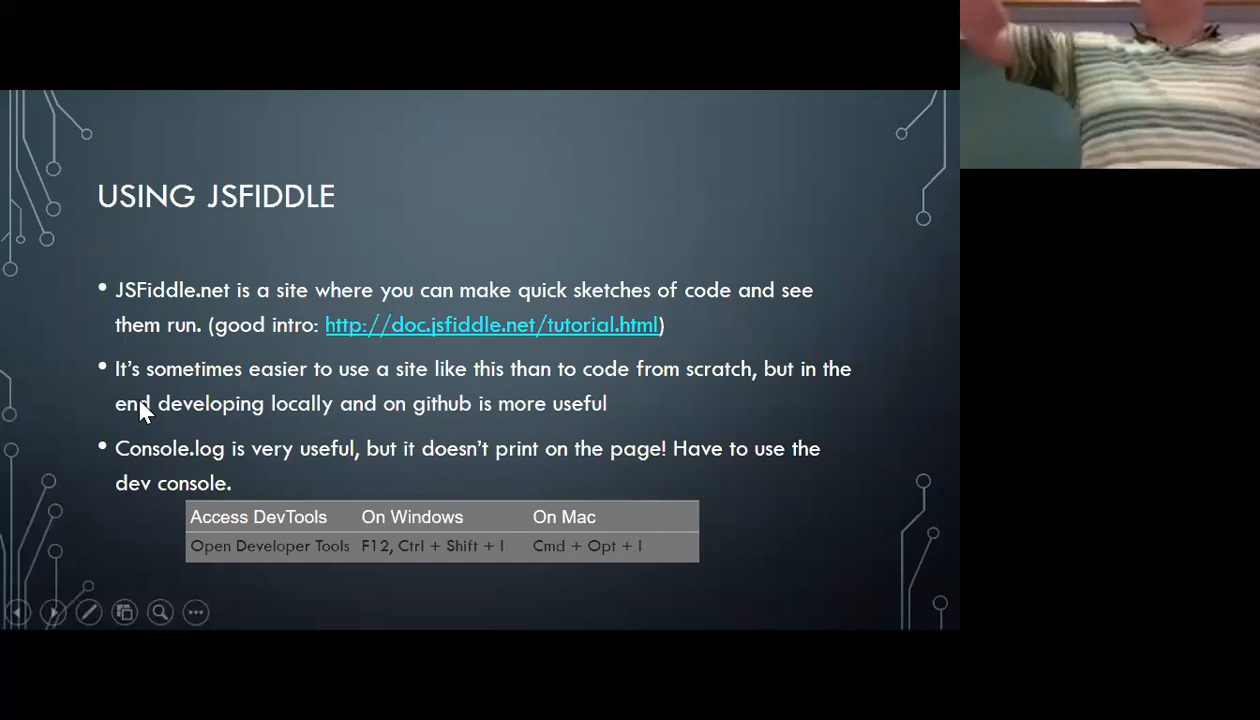 USING JSFIDDLE
• JSFiddle.net is a site where you can make quick sketches of code and see
them run. (good intro: http://doc.jsfiddle.net/tutorial.html)
• It's sometimes easier to use a site like this than to code from scratch, but in the
end developing locally and on github is more useful
• Console.log is very useful, but it doesn't print on the page! Have to use the
dev console.
Access DevTools On Windows On Mac
Open Developer Tools F12, Ctrl + Shift + I Cmd + Opt + I